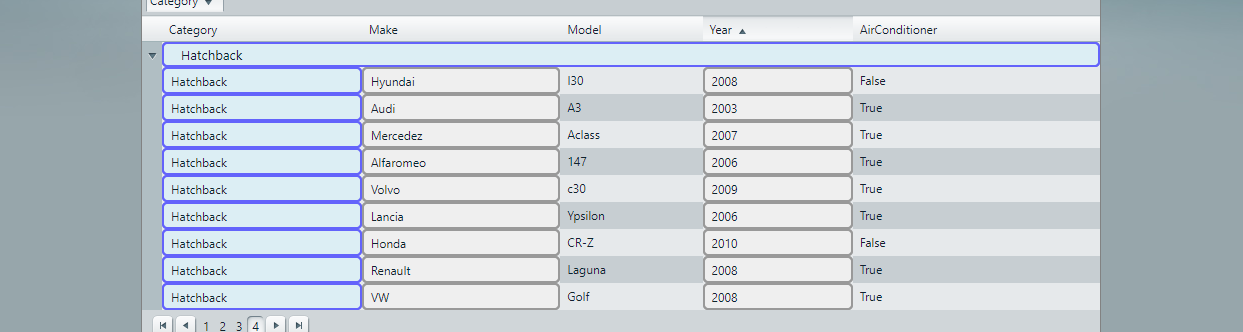 Category
Category Make Model Year AirConditioner
Hatchback
Hatchback Hyundai I30 2008 False
Hatchback Audi A3 2003 True
Hatchback Mercedez Aclass 2007 True
Hatchback Alfaromeo 147 2006 True
Hatchback Volvo c30 2009 True
Hatchback Lancia Ypsilon 2006 True
Hatchback Honda CR-Z 2010 False
Hatchback Renault Laguna 2008 True
Hatchback VW Golf 2008 True
1 2 3 4